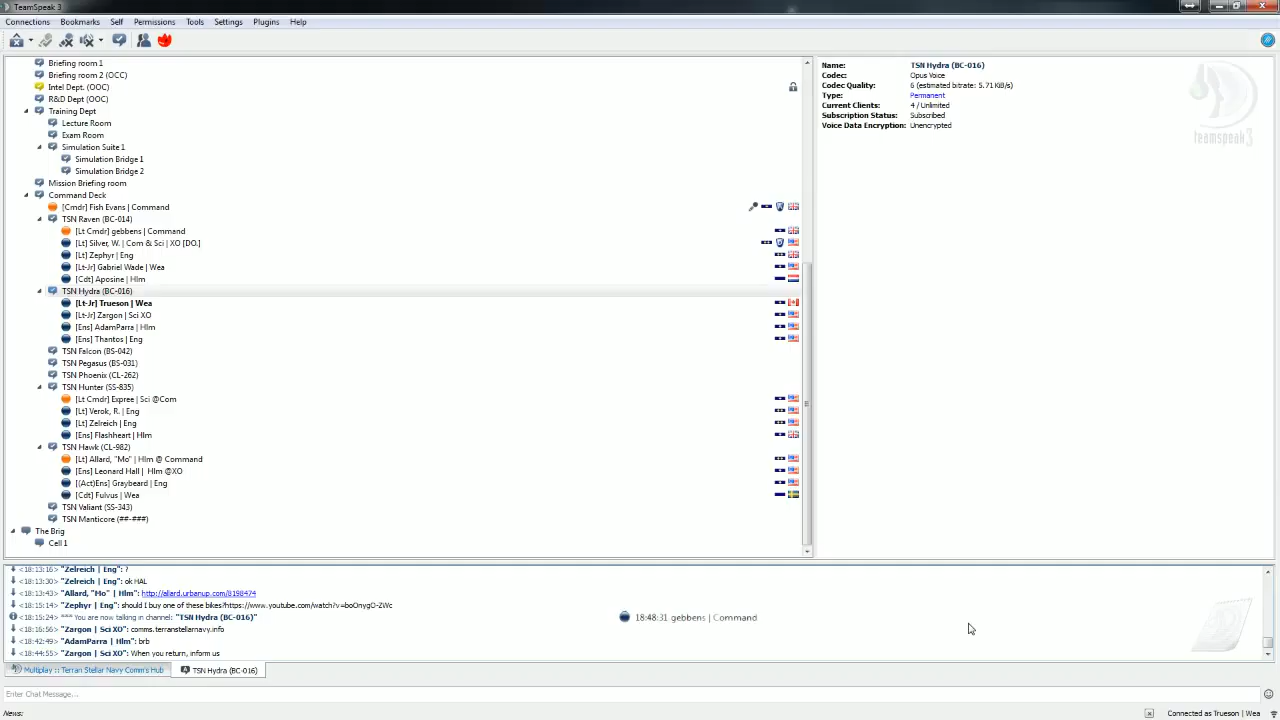 TeamSpeak 3
Connections Bookmarks Self Permissions Tools Settings Plugins Help
Briefing room 1
Briefing room 2 (OCC)
Intel Dept. (OOC)
R&D Dept (OOC)
Training Dept
Lecture Room
Exam Room
Simulation Suite 1
Simulation Bridge 1
Simulation Bridge 2
Mission Briefing room
Command Deck
[Cmdr] Fish Evans | Command
TSN Raven (BC-014)
[Lt Cmdr] gebbens | Command
[Lt] Silver, W. | Com & Sci | XO [DO.]
[Lt] Zephyr | Eng
[Lt-Jr] Gabriel Wade | Wea
[Cdt] Aposine | Hlm
TSN Hydra (BC-016)
[Lt-Jr] Trueson | Wea
[Lt-Jr] Zargon | Sci XO
[Ens] AdamParra | Hlm
[Ens] Thantos | Eng
TSN Falcon (BS-042)
TSN Pegasus (BS-031)
TSN Phoenix (CL-262)
TSN Hunter (SS-835)
[Lt Cmdr] Expree | Sci @Com
[Lt] Verok, R. | Eng
[Lt] Zelreich | Eng
[Ens] Flashheart | Hlm
TSN Hawk (CL-982)
[Lt] Allard, "Mo" | Hlm @ Command
[Ens] Leonard Hall | Hlm @XO
[(Act)Ens] Graybeard | Eng
[Cdt] Fulvus | Wea
TSN Valiant (SS-343)
TSN Manticore (##-###)
The Brig
Cell 1
Name: TSN Hydra (BC-016)
Codec: Opus Voice
Codec Quality: 6 (estimated bitrate: 5.71 KiB/s)
Type: Permanent
Current Clients: 4 / Unlimited
Subscription Status: Subscribed
Voice Data Encryption: Unencrypted
teamspeak3
<18:13:16> "Zelreich | Eng": ?
<18:13:30> "Zelreich | Eng": ok HAL
<18:13:43> "Allard, "Mo" | Hlm": http://allard.urbanup.com/8198474
<18:15:14> "Zephyr | Eng": should I buy one of these bikes?https://www.youtube.com/watch?v=boOnygO-ZWc
<18:15:24> *** You are now talking in channel: "TSN Hydra (BC-016)"
<18:16:56> "Zargon | Sci XO": comms.terranstellarnavy.info
<18:42:49> "AdamParra | Hlm": brb
<18:44:55> "Zargon | Sci XO": When you return, inform us
18:48:31 gebbens | Command
Multiplay :: Terran Stellar Navy Comm's Hub
TSN Hydra (BC-016)
Enter Chat Message...
News:
Connected as Trueson | Wea